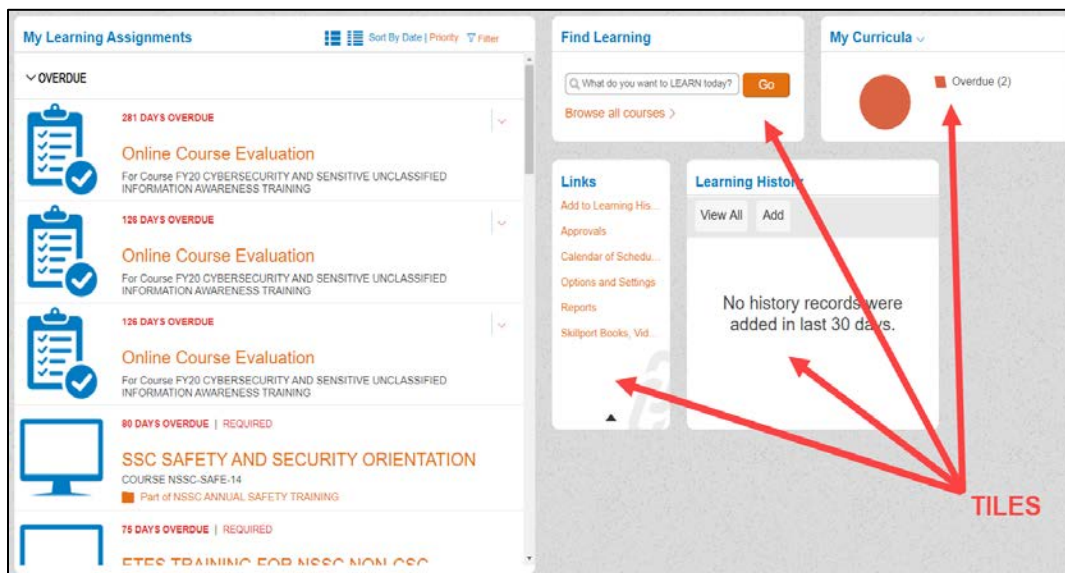 My Learning Assignments
Sort By Date | Priority Filter
OVERDUE
281 DAYS OVERDUE
Online Course Evaluation
For Course FY20 CYBERSECURITY AND SENSITIVE UNCLASSIFIED
INFORMATION AWARENESS TRAINING
126 DAYS OVERDUE
Online Course Evaluation
For Course FY20 CYBERSECURITY AND SENSITIVE UNCLASSIFIED
INFORMATION AWARENESS TRAINING
126 DAYS OVERDUE
Online Course Evaluation
For Course FY20 CYBERSECURITY AND SENSITIVE UNCLASSIFIED
INFORMATION AWARENESS TRAINING
80 DAYS OVERDUE | REQUIRED
SSC SAFETY AND SECURITY ORIENTATION
COURSE NSSC-SAFE-14
Part of NSSC ANNUAL SAFETY TRAINING
75 DAYS OVERDUE | REQUIRED
ETES TRAINING FOR NSSC NON CSC
Find Learning
What do you want to LEARN today? Go
Browse all courses >
My Curricula
Overdue (2)
Links
Add to Learning His...
Approvals
Calendar of Schedu...
Options and Settings
Reports
Skillport Books, Vid...
Learning History
View All Add
No history records were
added in last 30 days.
TILES